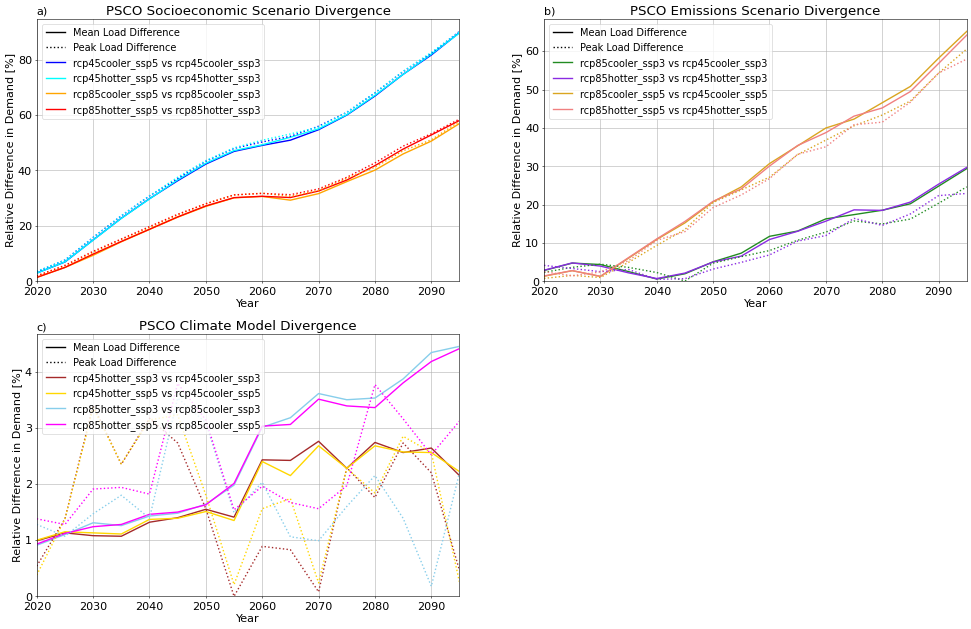 a)
PSCO Socioeconomic Scenario Divergence
Relative Difference in Demand [%]
80
60
40
20
0
Mean Load Difference
Peak Load Difference
rcp45cooler_ssp5 vs rcp45cooler_ssp3
rcp45hotter_ssp5 vs rcp45hotter_ssp3
rcp85cooler_ssp5 vs rcp85cooler_ssp3
rcp85hotter_ssp5 vs rcp85hotter_ssp3
2020 2030 2040 2050 2060 2070 2080 2090
Year
b)
PSCO Emissions Scenario Divergence
Relative Difference in Demand [%]
60
50
40
30
20
10
0
Mean Load Difference
Peak Load Difference
rcp85cooler_ssp3 vs rcp45cooler_ssp3
rcp85hotter_ssp3 vs rcp45hotter_ssp3
rcp85cooler_ssp5 vs rcp45cooler_ssp5
rcp85hotter_ssp5 vs rcp45hotter_ssp5
2020 2030 2040 2050 2060 2070 2080 2090
Year
c)
PSCO Climate Model Divergence
Relative Difference in Demand [%]
4
3
2
1
0
Mean Load Difference
Peak Load Difference
rcp45hotter_ssp3 vs rcp45cooler_ssp3
rcp45hotter_ssp5 vs rcp45cooler_ssp5
rcp85hotter_ssp3 vs rcp85cooler_ssp3
rcp85hotter_ssp5 vs rcp85cooler_ssp5
2020 2030 2040 2050 2060 2070 2080 2090
Year